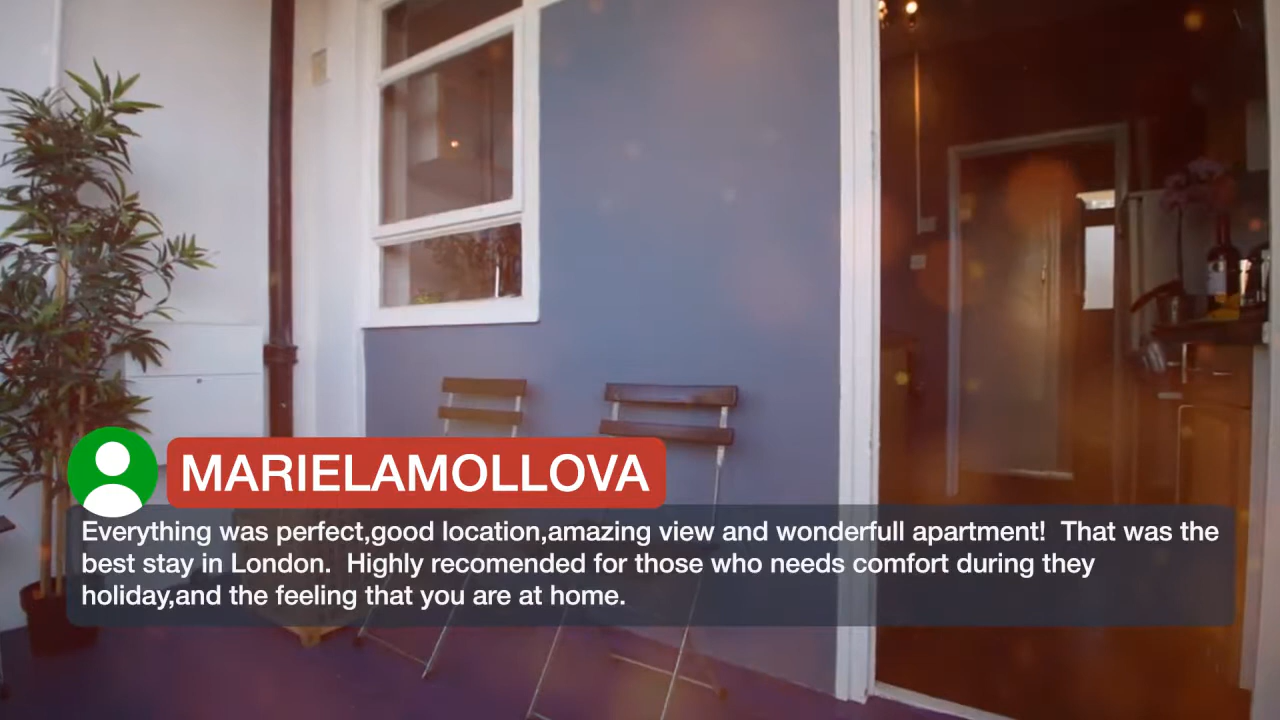 MARIELAMOLLOVA
Everything was perfect,good location,amazing view and wonderfull apartment!  That was the
best stay in London.  Highly recomended for those who needs comfort during they
holiday,and the feeling that you are at home.